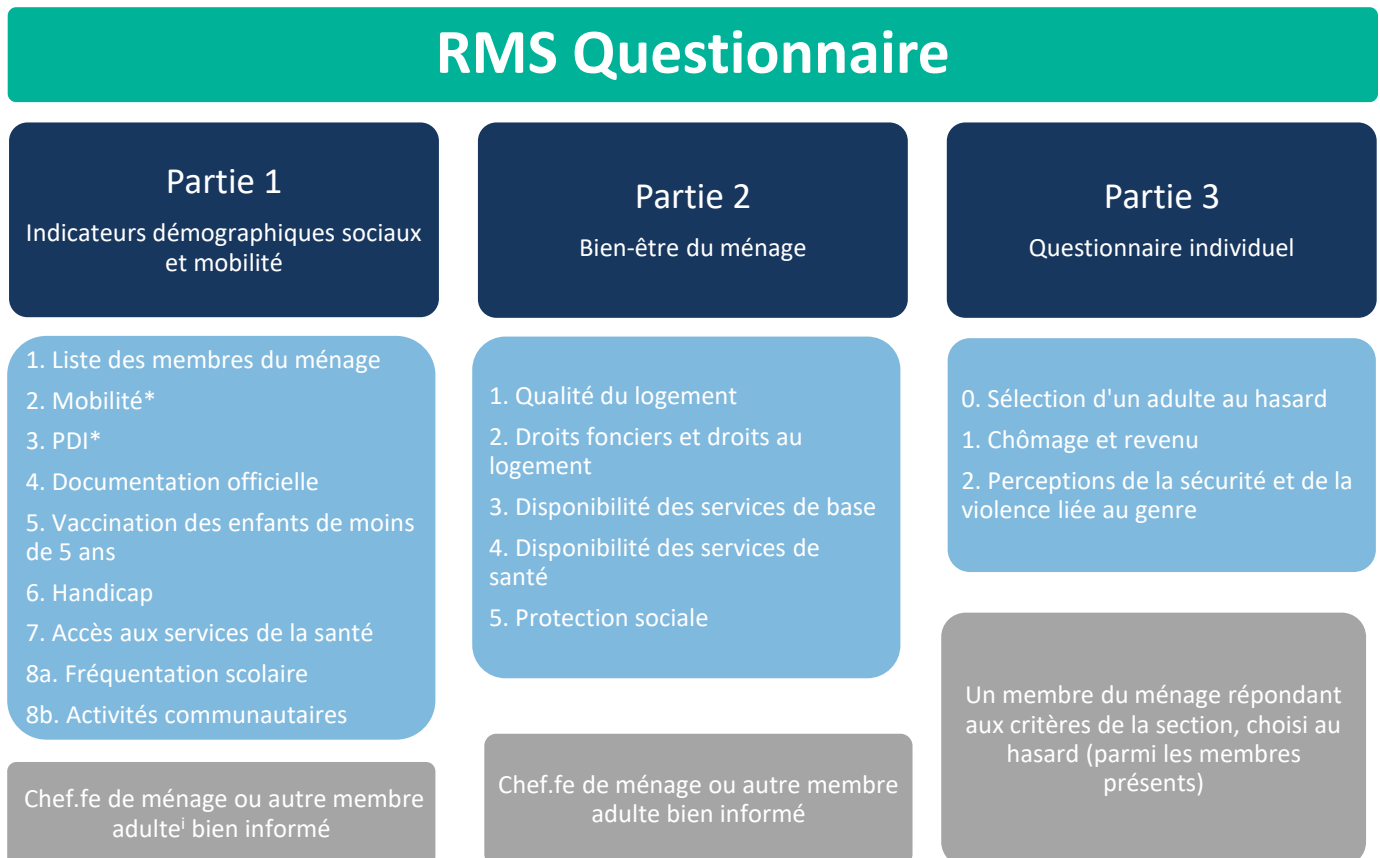 RMS Questionnaire
Partie 1
Indicateurs démographiques sociaux
et mobilité
1. Liste des membres du ménage
2. Mobilité*
3. PDI*
4. Documentation officielle
5. Vaccination des enfants de moins
de 5 ans
6. Handicap
7. Accès aux services de la santé
8a. Fréquentation scolaire
8b. Activités communautaires
Chef.fe de ménage ou autre membre
adulteⁱ bien informé
Partie 2
Bien-être du ménage
1. Qualité du logement
2. Droits fonciers et droits au
logement
3. Disponibilité des services de base
4. Disponibilité des services de
santé
5. Protection sociale
Chef.fe de ménage ou autre membre
adulte bien informé
Partie 3
Questionnaire individuel
0. Sélection d'un adulte au hasard
1. Chômage et revenu
2. Perceptions de la sécurité et de la
violence liée au genre
Un membre du ménage répondant
aux critères de la section, choisi au
hasard (parmi les membres
présents)